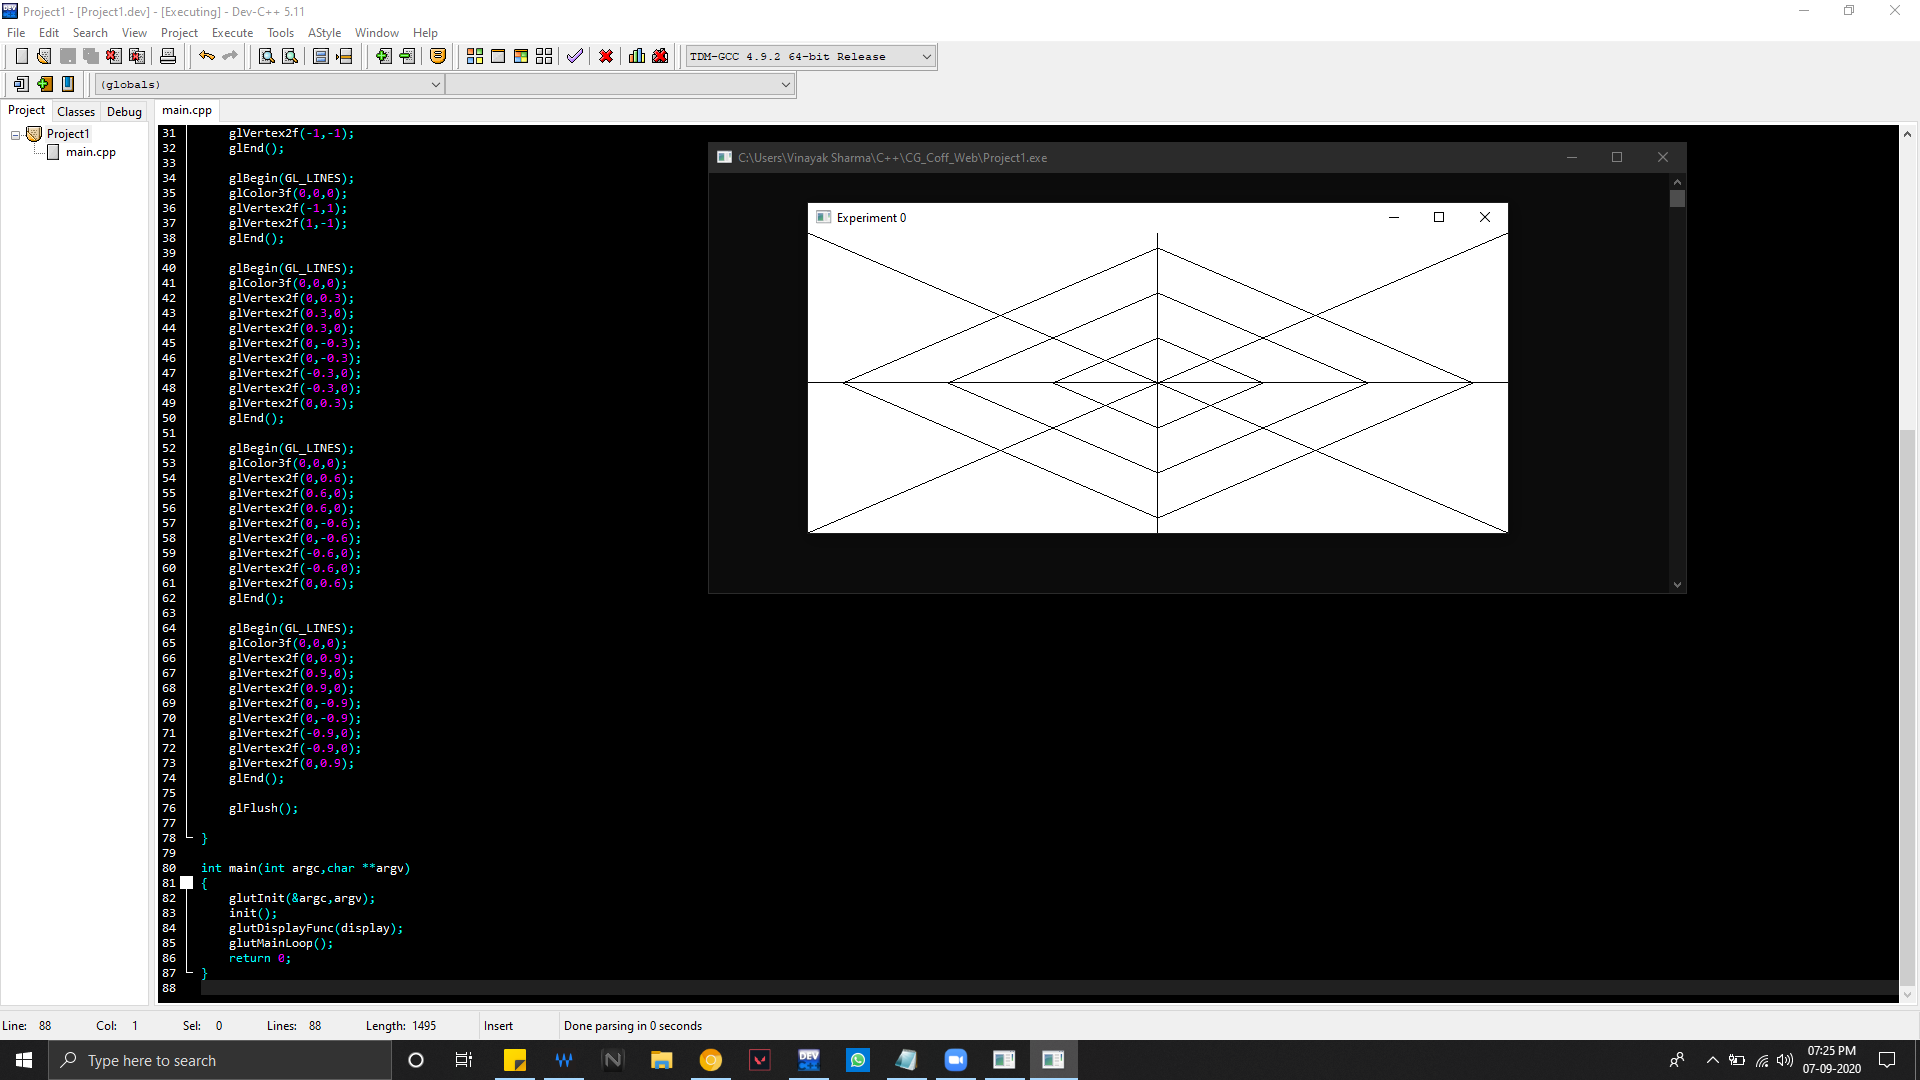 Project1 - [Project1.dev] - [Executing] - Dev-C++ 5.11
File Edit Search View Project Execute Tools AStyle Window Help
TDM-GCC 4.9.2 64-bit Release
(globals)
Project Classes Debug
main.cpp
Project1
main.cpp
31 glVertex2f(-1,-1);
32 glEnd();
33
34 glBegin(GL_LINES);
35 glColor3f(0,0,0);
36 glVertex2f(-1,1);
37 glVertex2f(1,-1);
38 glEnd();
39
40 glBegin(GL_LINES);
41 glColor3f(0,0,0);
42 glVertex2f(0,0.3);
43 glVertex2f(0.3,0);
44 glVertex2f(0.3,0);
45 glVertex2f(0,-0.3);
46 glVertex2f(0,-0.3);
47 glVertex2f(-0.3,0);
48 glVertex2f(-0.3,0);
49 glVertex2f(0,0.3);
50 glEnd();
51
52 glBegin(GL_LINES);
53 glColor3f(0,0,0);
54 glVertex2f(0,0.6);
55 glVertex2f(0.6,0);
56 glVertex2f(0.6,0);
57 glVertex2f(0,-0.6);
58 glVertex2f(0,-0.6);
59 glVertex2f(-0.6,0);
60 glVertex2f(-0.6,0);
61 glVertex2f(0,0.6);
62 glEnd();
63
64 glBegin(GL_LINES);
65 glColor3f(0,0,0);
66 glVertex2f(0,0.9);
67 glVertex2f(0.9,0);
68 glVertex2f(0.9,0);
69 glVertex2f(0,-0.9);
70 glVertex2f(0,-0.9);
71 glVertex2f(-0.9,0);
72 glVertex2f(-0.9,0);
73 glVertex2f(0,0.9);
74 glEnd();
75
76 glFlush();
77
78 }
79
80 int main(int argc,char **argv)
81 {
82 glutInit(&argc,argv);
83 init();
84 glutDisplayFunc(display);
85 glutMainLoop();
86 return 0;
87 }
88
C:\Users\Vinayak Sharma\C++\CG_Coff_Web\Project1.exe
Experiment 0
Line: 88 Col: 1 Sel: 0 Lines: 88 Length: 1495 Insert Done parsing in 0 seconds
Type here to search
DEV C++
07:25 PM
07-09-2020